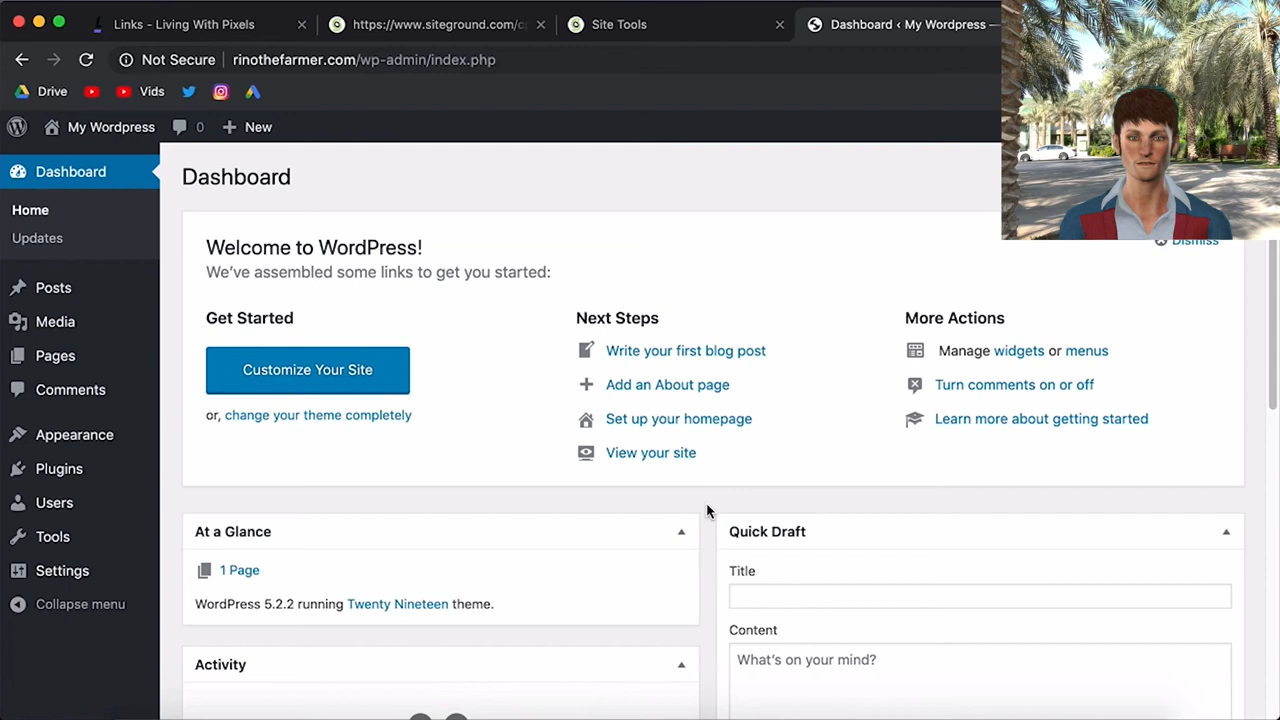 Links - Living With Pixels
https://www.siteground.com/cp
Site Tools
Dashboard ‹ My Wordpress —
Not Secure
rinothefarmer.com/wp-admin/index.php
Drive
Vids
My Wordpress
0
New
Dashboard
Home
Updates
Posts
Media
Pages
Comments
Appearance
Plugins
Users
Tools
Settings
Collapse menu
Dashboard
Dismiss
Welcome to WordPress!
We've assembled some links to get you started:
Get Started
Customize Your Site
or, change your theme completely
Next Steps
Write your first blog post
Add an About page
Set up your homepage
View your site
More Actions
Manage widgets or menus
Turn comments on or off
Learn more about getting started
At a Glance
1 Page
WordPress 5.2.2 running Twenty Nineteen theme.
Activity
Quick Draft
Title
Content
What's on your mind?